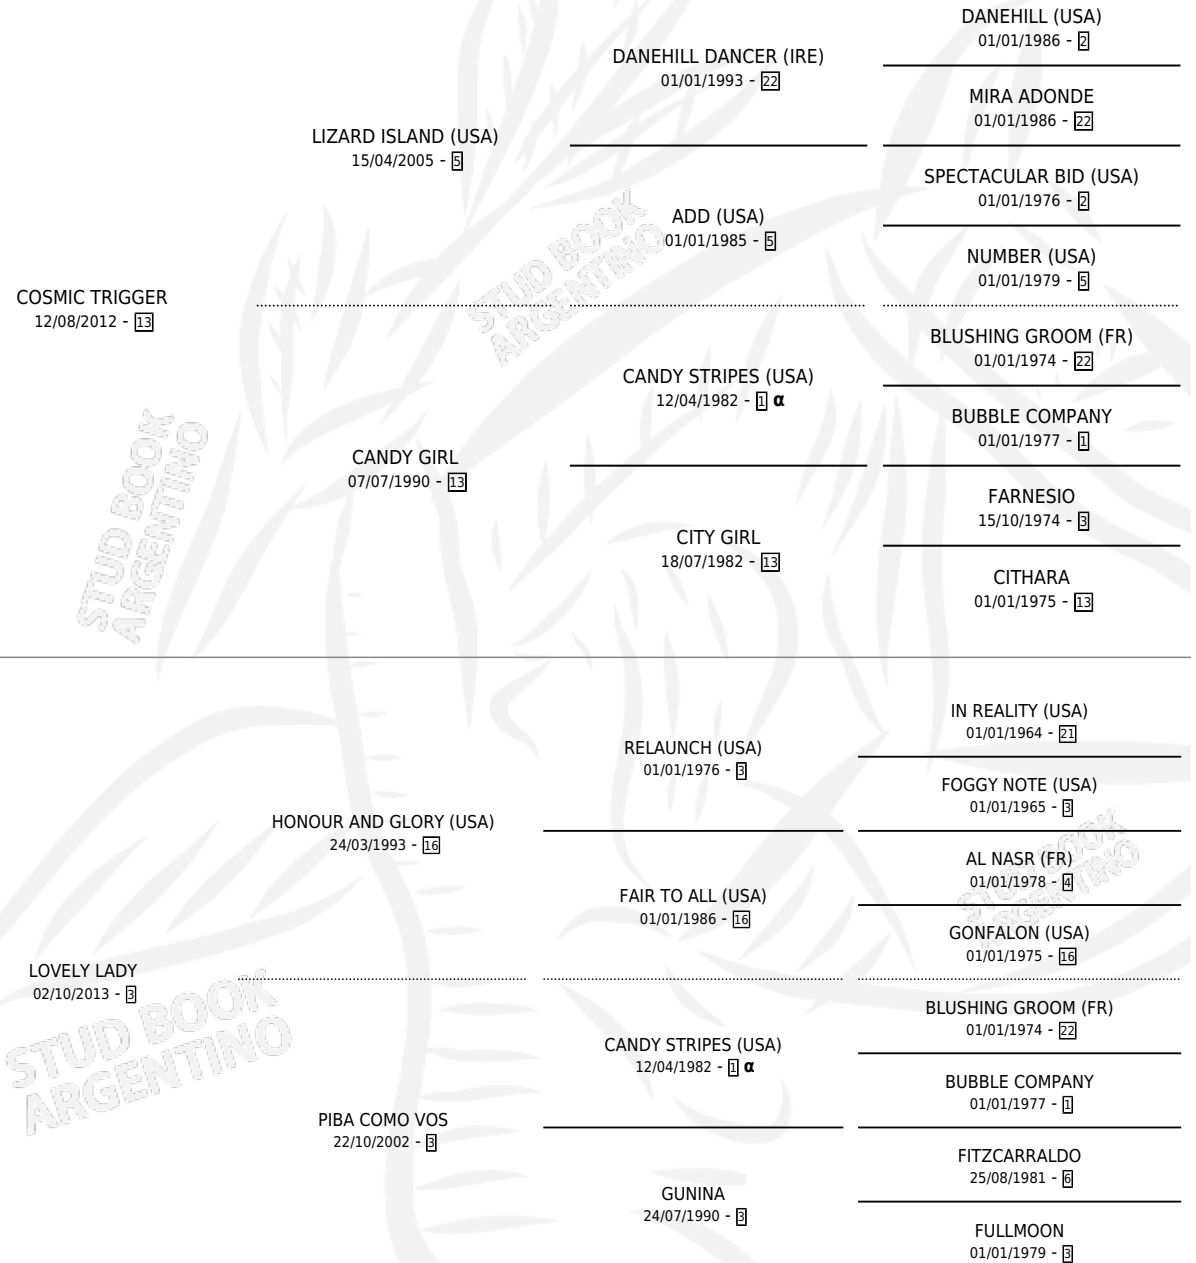 DANEHILL (USA)
01/01/1986 - 2
DANEHILL DANCER (IRE)
01/01/1993 - 22
MIRA ADONDE
01/01/1986 - 22
LIZARD ISLAND (USA)
15/04/2005 - 5
SPECTACULAR BID (USA)
01/01/1976 - 2
ADD (USA)
01/01/1985 - 5
NUMBER (USA)
01/01/1979 - 5
COSMIC TRIGGER
12/08/2012 - 13
BLUSHING GROOM (FR)
01/01/1974 - 22
CANDY STRIPES (USA)
12/04/1982 - 1 α
BUBBLE COMPANY
01/01/1977 - 1
CANDY GIRL
07/07/1990 - 13
FARNESIO
15/10/1974 - 3
CITY GIRL
18/07/1982 - 13
CITHARA
01/01/1975 - 13
STUD BOOK
ARGENTINO
STUD BOOK
ARGENTINO
IN REALITY (USA)
01/01/1964 - 21
RELAUNCH (USA)
01/01/1976 - 3
FOGGY NOTE (USA)
01/01/1965 - 3
HONOUR AND GLORY (USA)
24/03/1993 - 16
AL NASR (FR)
01/01/1978 - 4
FAIR TO ALL (USA)
01/01/1986 - 16
GONFALON (USA)
01/01/1975 - 16
LOVELY LADY
02/10/2013 - 3
BLUSHING GROOM (FR)
01/01/1974 - 22
CANDY STRIPES (USA)
12/04/1982 - 1 α
BUBBLE COMPANY
01/01/1977 - 1
PIBA COMO VOS
22/10/2002 - 3
FITZCARRALDO
25/08/1981 - 6
GUNINA
24/07/1990 - 3
FULLMOON
01/01/1979 - 3
STUD BOOK
ARGENTINO
STUD BOOK
ARGENTINO